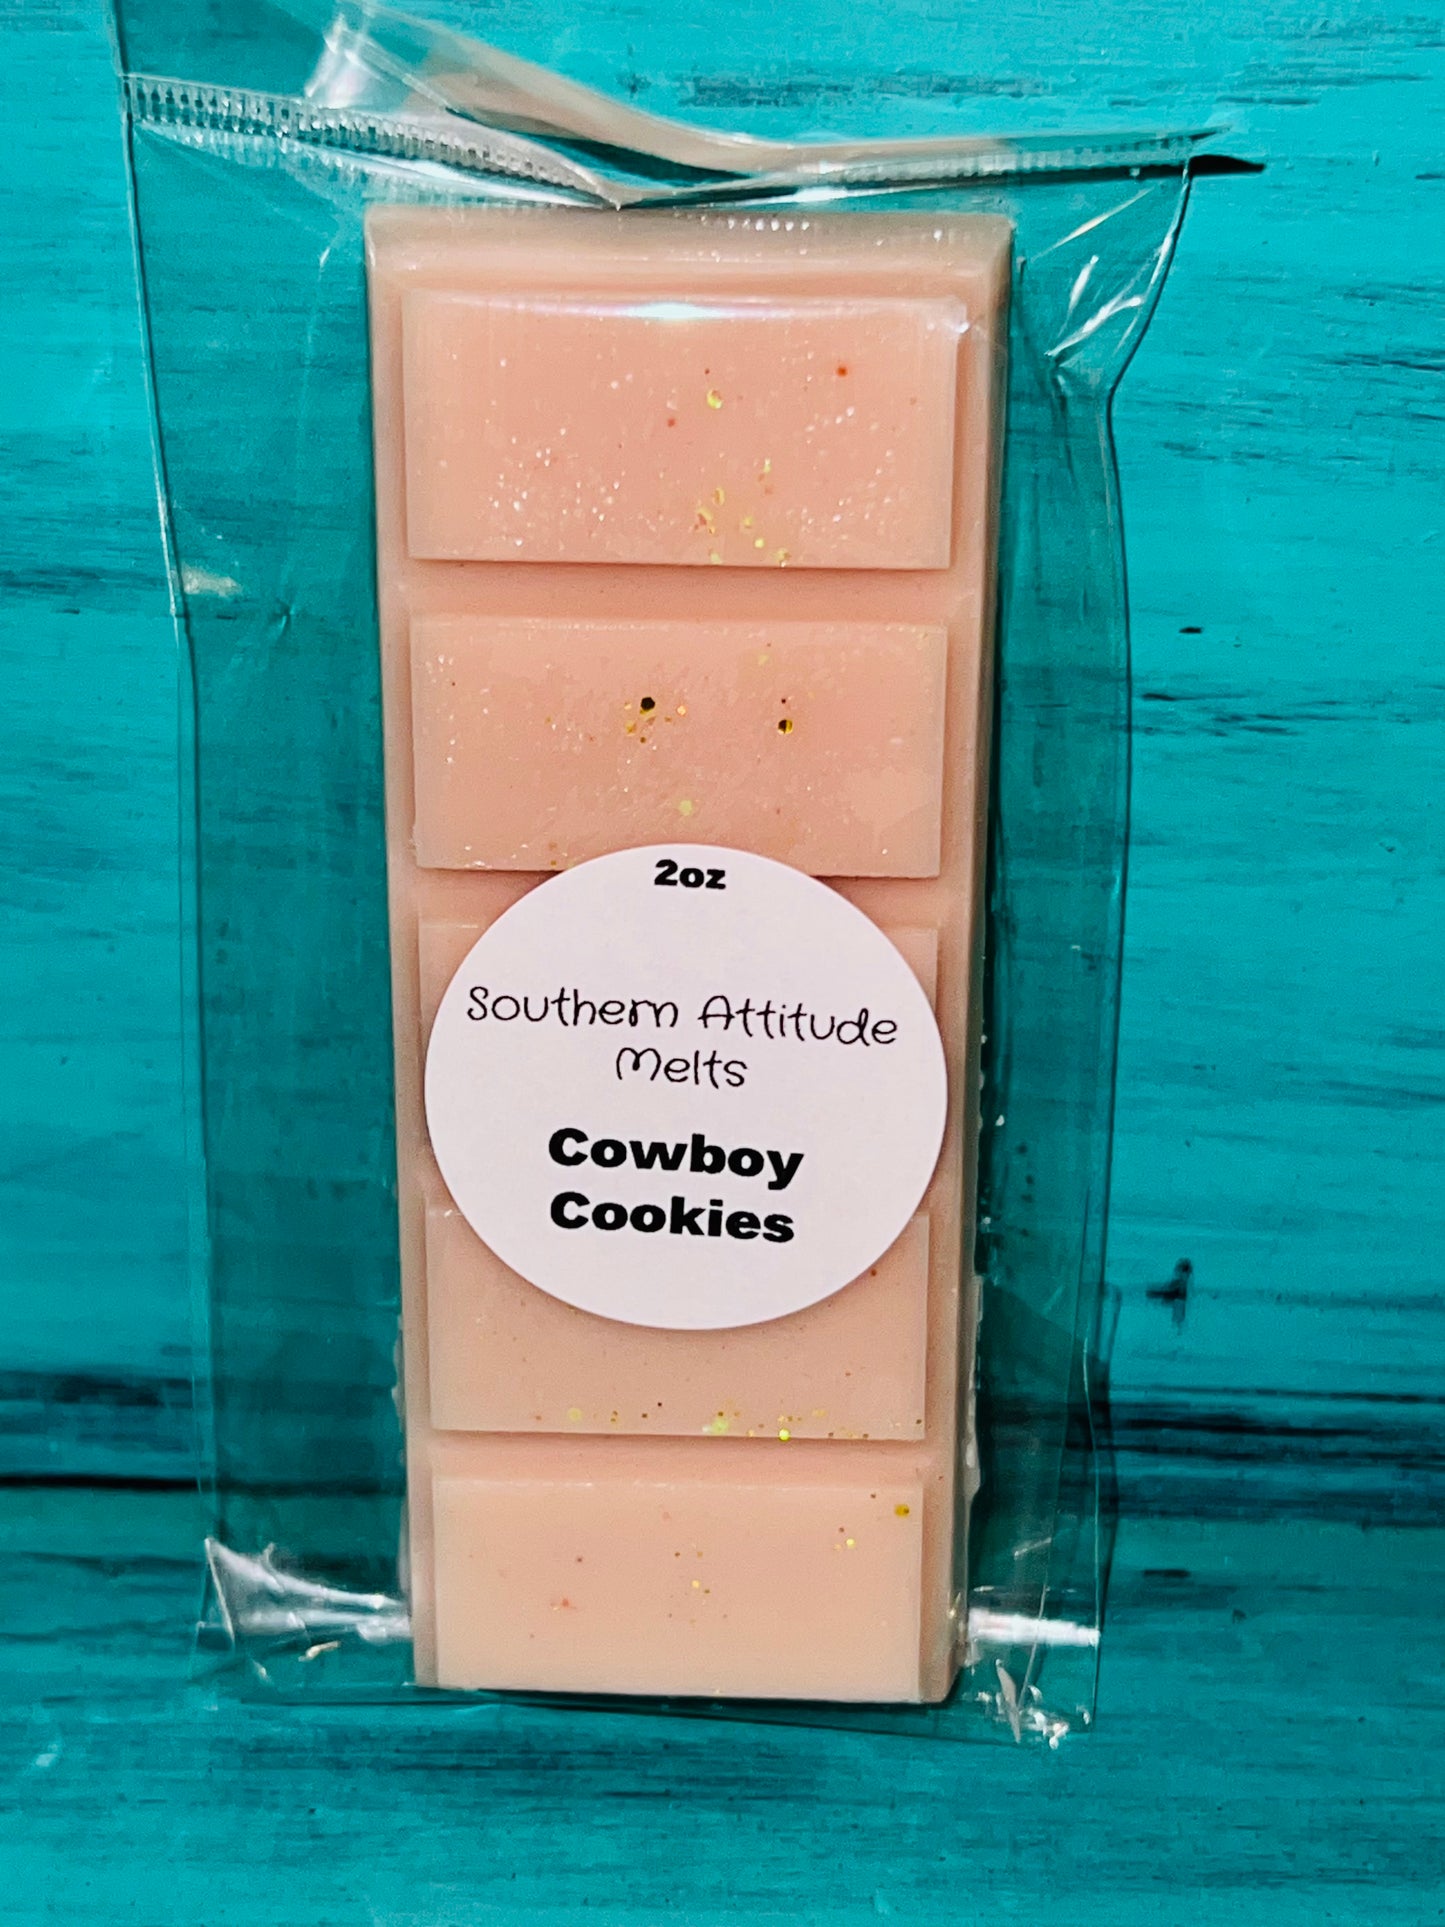 2oz
Southern Attitude
Melts
Cowboy
Cookies